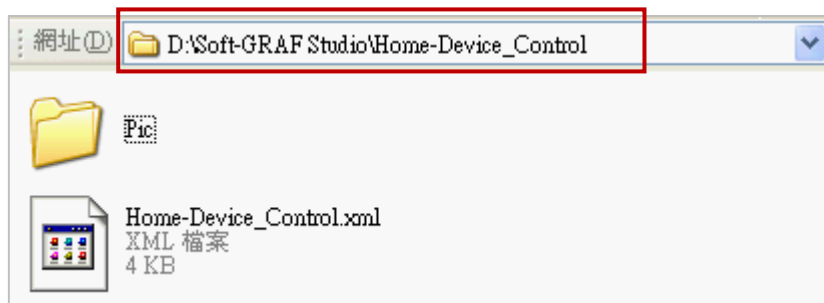 網址(D) D:\Soft-GRAF Studio\Home-Device_Control
Pic
Home-Device_Control.xml
XML 檔案
4 KB